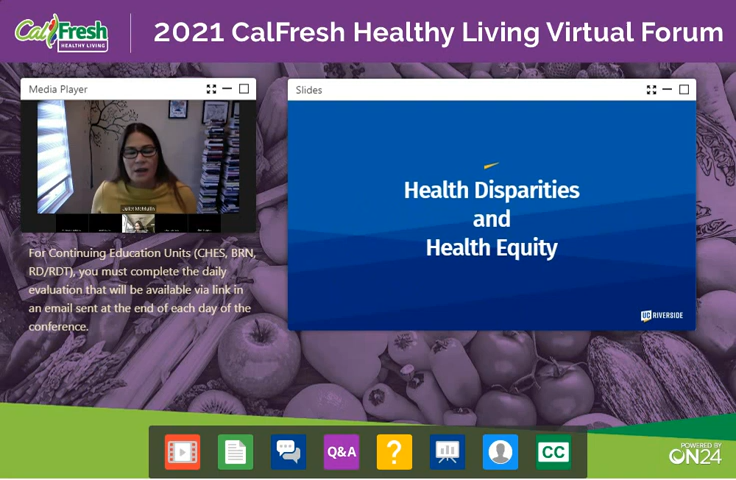 CalFresh
HEALTHY LIVING
2021 CalFresh Healthy Living Virtual Forum
Media Player
For Continuing Education Units (CHES, BRN,
RD/RDT), you must complete the daily
evaluation that will be available via link in
an email sent at the end of each day of the
conference.
Slides
Health Disparities
and
Health Equity
UC RIVERSIDE
Q&A
?
CC
POWERED BY
ON24